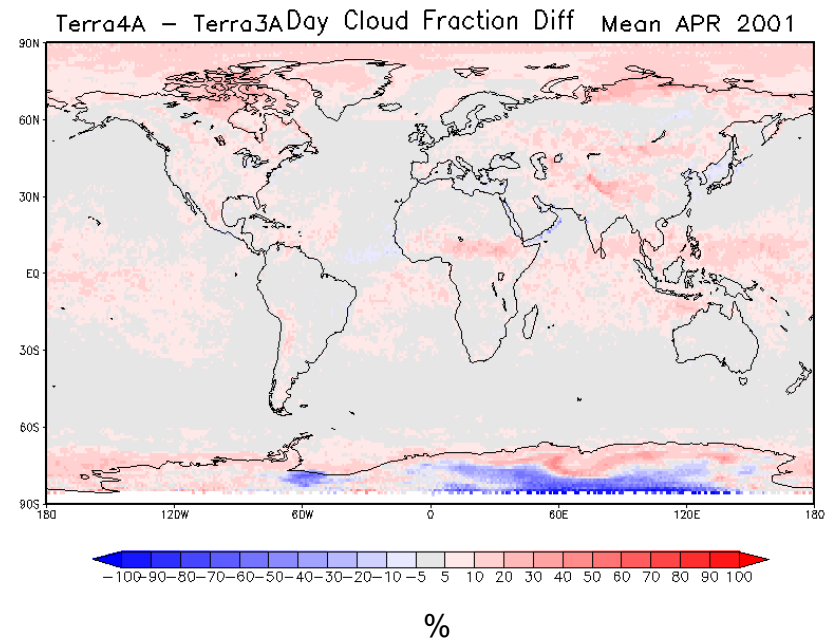 Terra4A – Terra3A Day Cloud Fraction Diff Mean APR 2001
90N
60N
30N
EQ
30S
60S
90S
180 120W 60W 0 60E 120E 180
–100–90–80–70–60–50–40–30–20–10 –5 5 10 20 30 40 50 60 70 80 90 100
%